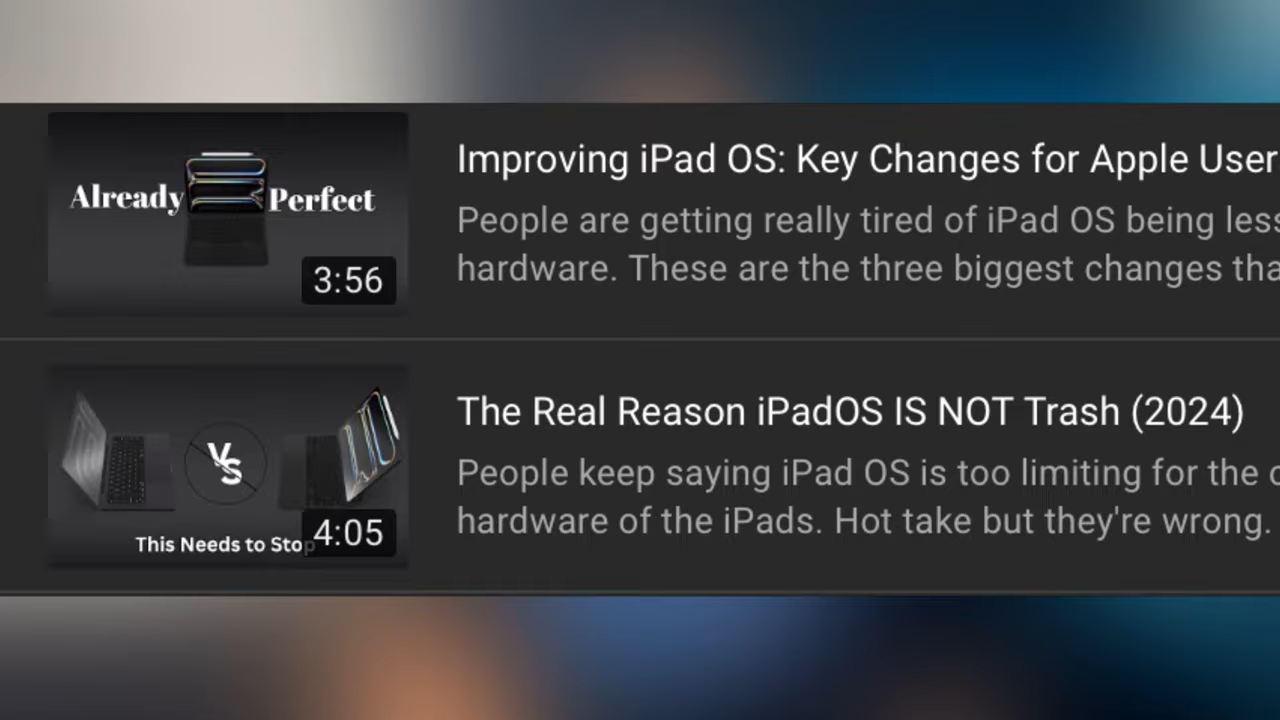 Already Perfect
3:56
Improving iPad OS: Key Changes for Apple User
People are getting really tired of iPad OS being less
hardware. These are the three biggest changes tha
VS
This Needs to Stop
4:05
The Real Reason iPadOS IS NOT Trash (2024)
People keep saying iPad OS is too limiting for the
hardware of the iPads. Hot take but they're wrong.